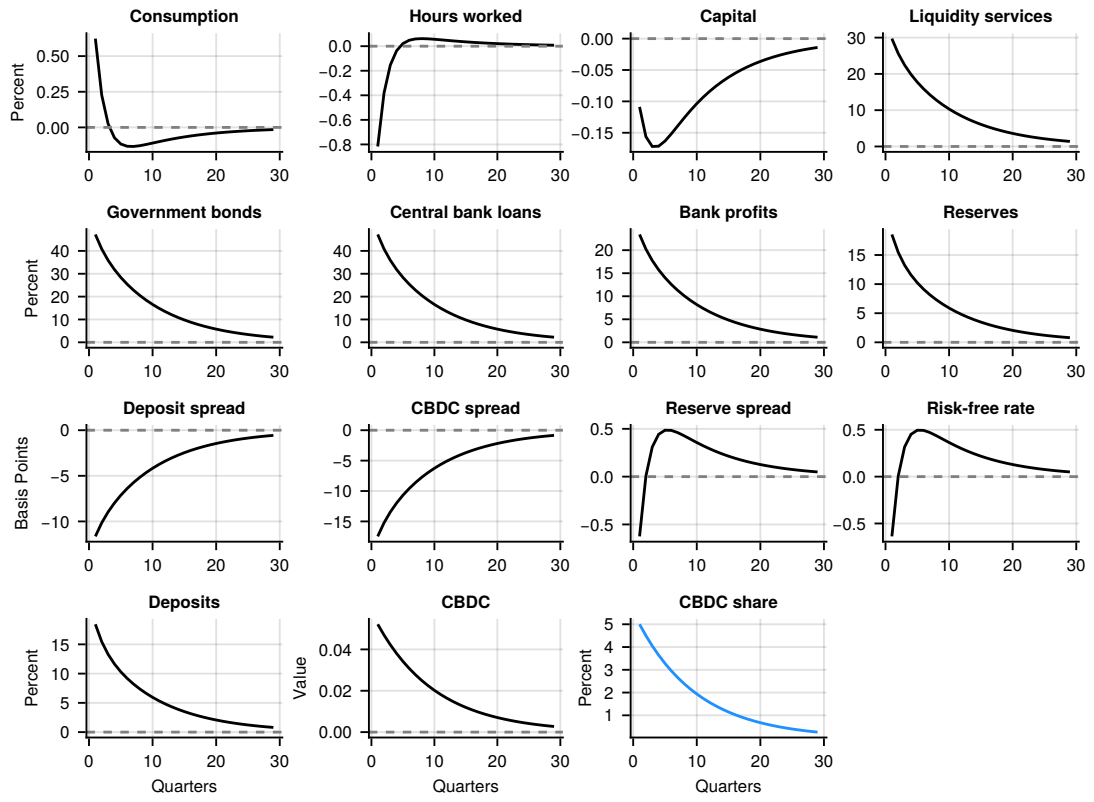 Consumption
Hours worked
Capital
Liquidity services
Percent
0.50
0.25
0.00
0 10 20 30
0.0
−0.2
−0.4
−0.6
−0.8
0 10 20 30
0.00
−0.05
−0.10
−0.15
0 10 20 30
30
20
10
0
0 10 20 30
Government bonds
Central bank loans
Bank profits
Reserves
Percent
40
30
20
10
0
0 10 20 30
40
30
20
10
0
0 10 20 30
20
15
10
5
0
0 10 20 30
15
10
5
0
0 10 20 30
Deposit spread
CBDC spread
Reserve spread
Risk-free rate
Basis Points
0
−5
−10
0 10 20 30
0
−5
−10
−15
0 10 20 30
0.5
0.0
−0.5
0 10 20 30
0.5
0.0
−0.5
0 10 20 30
Deposits
CBDC
CBDC share
Percent
15
10
5
0
0 10 20 30
Quarters
Value
0.04
0.02
0.00
0 10 20 30
Quarters
Percent
5
4
3
2
1
0 10 20 30
Quarters